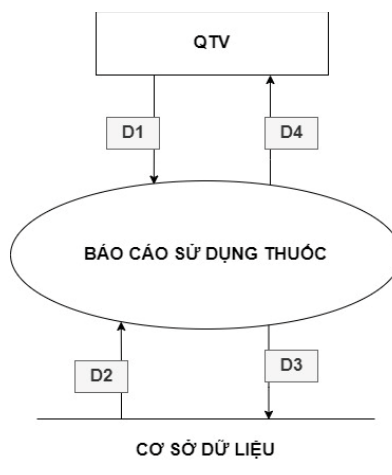 QTV
D1
D4
BÁO CÁO SỬ DỤNG THUỐC
D2
D3
CƠ SỞ DỮ LIỆU